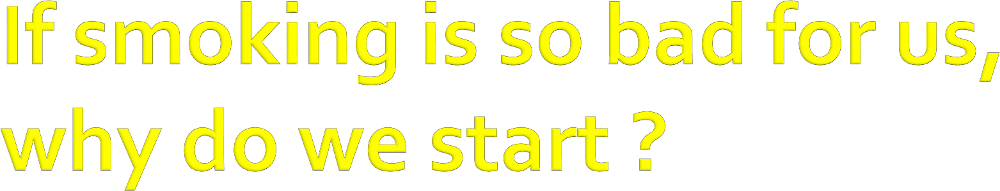 If smoking is so bad for us,
why do we start ?